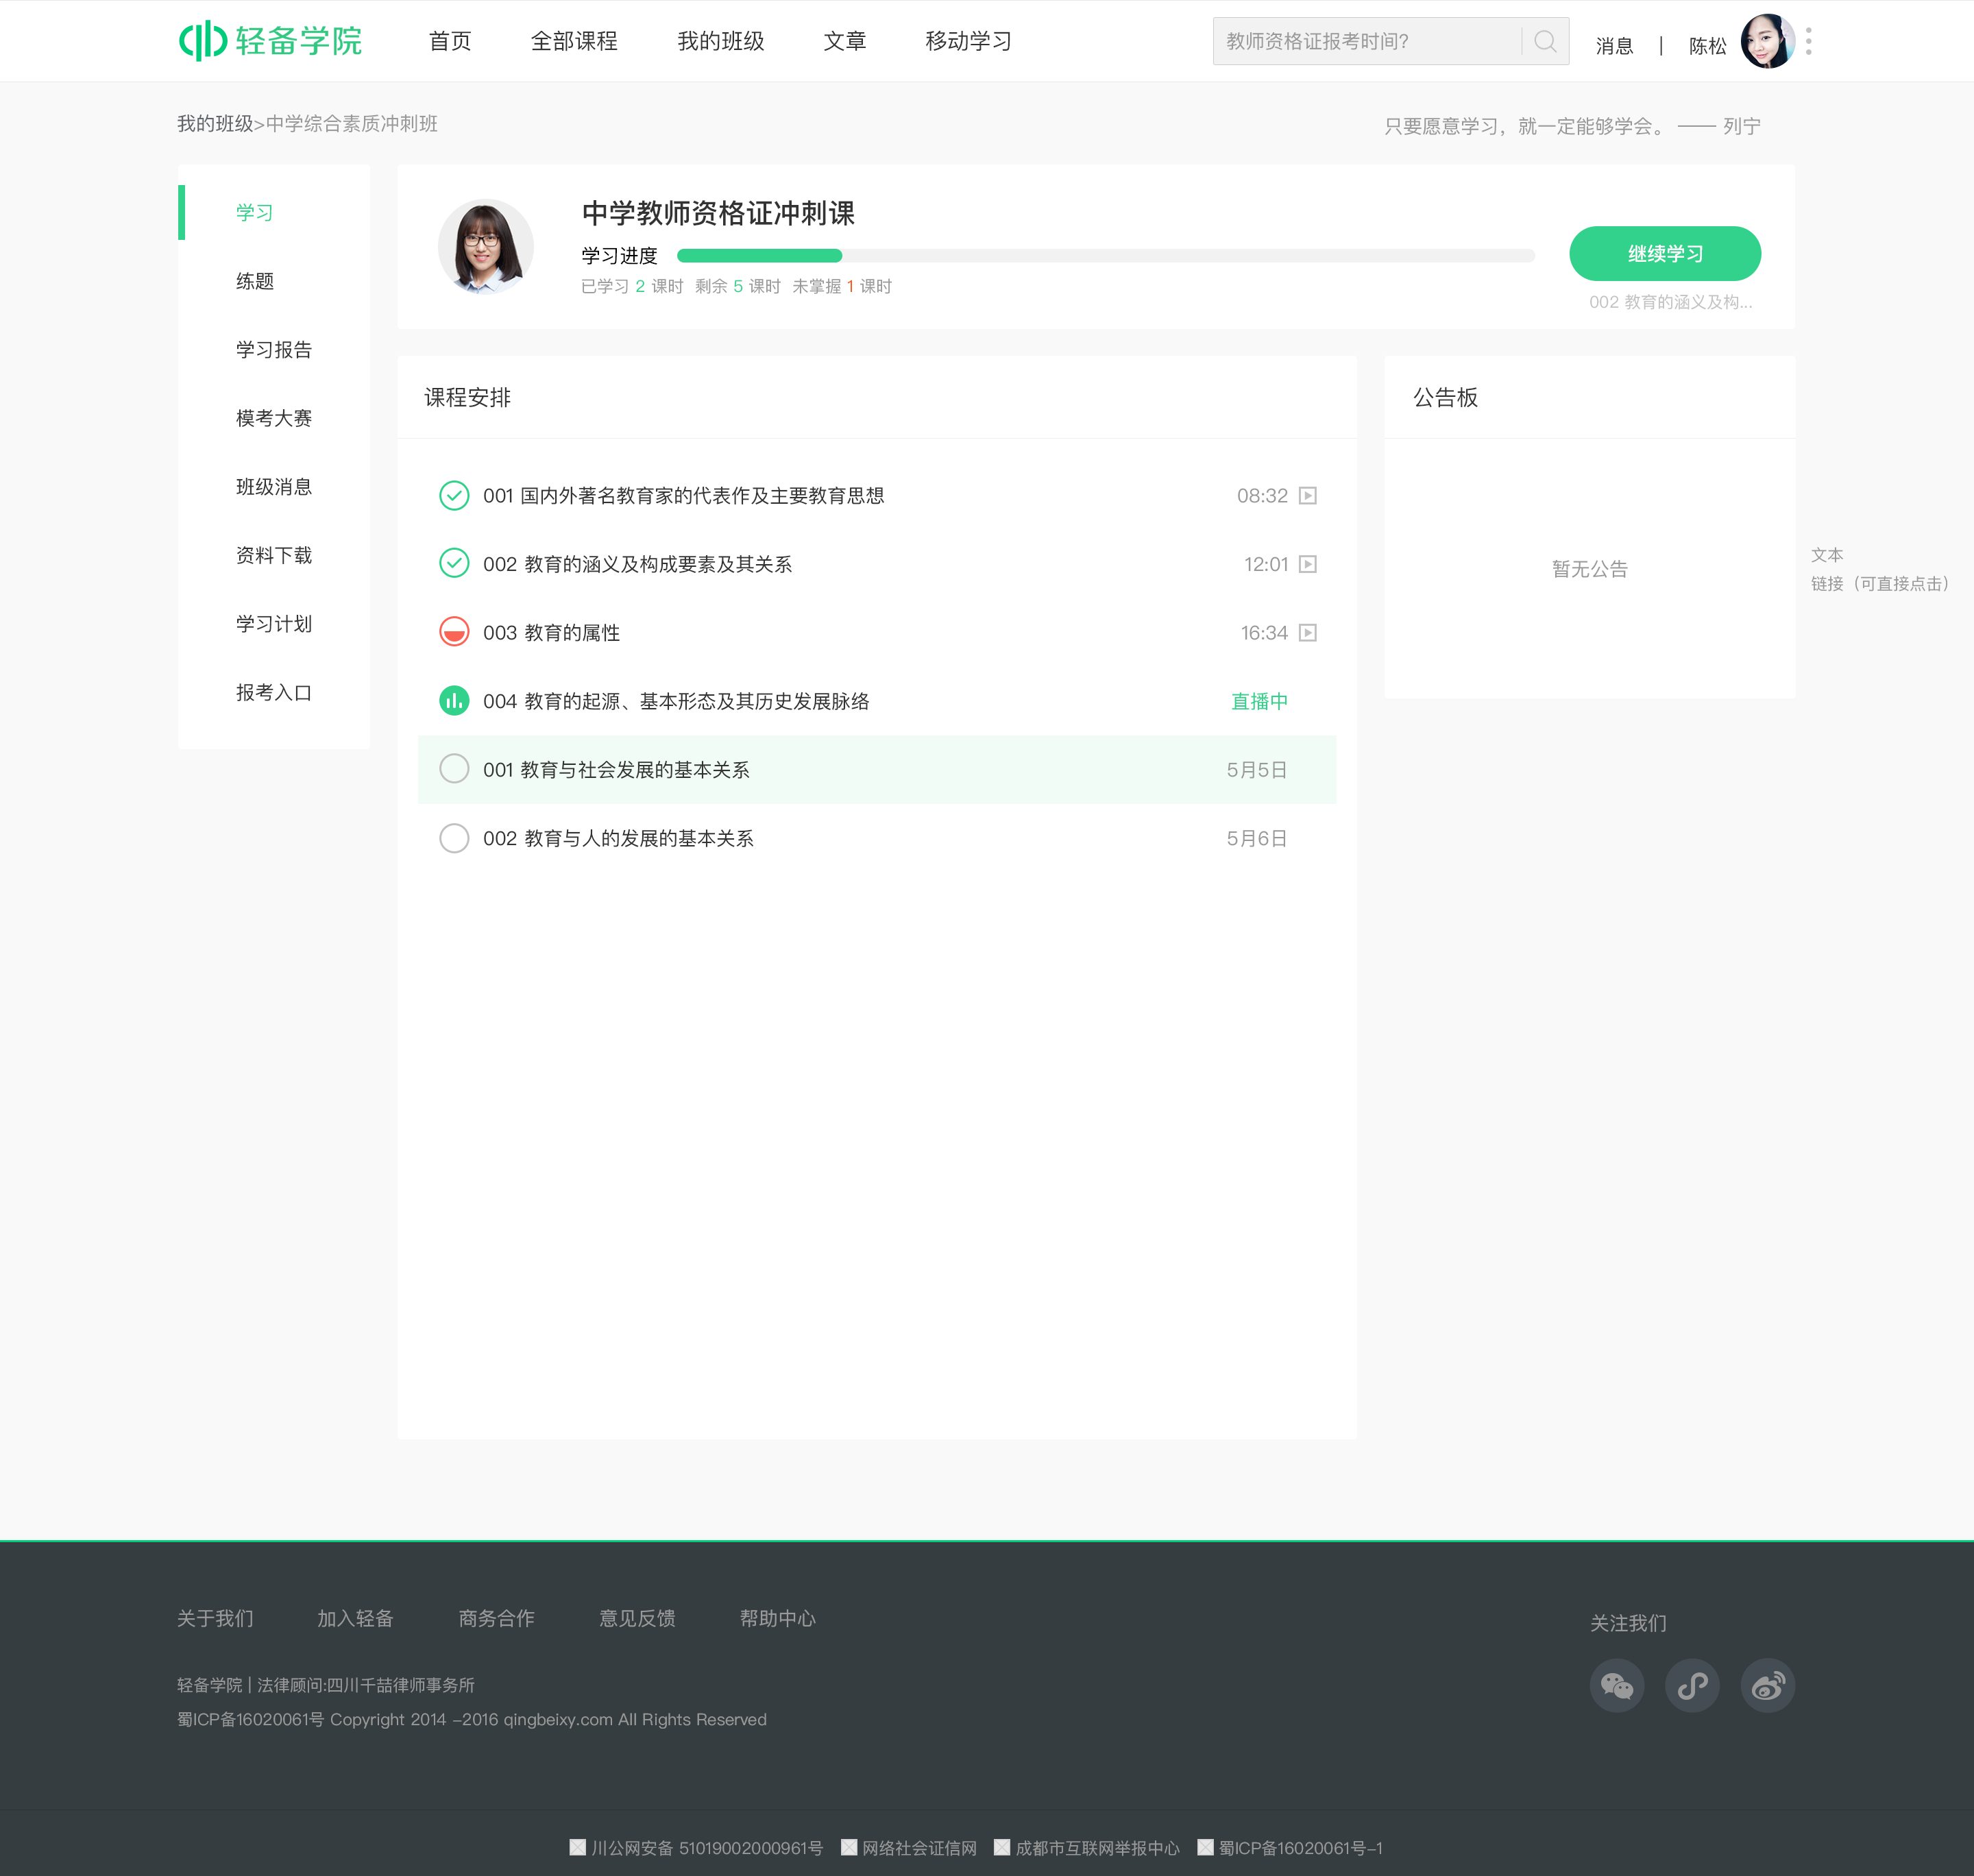 轻备学院 首页 全部课程 我的班级 文章 移动学习 教师资格证报考时间? 消息 | 陈松
我的班级>中学综合素质冲刺班
只要愿意学习，就一定能够学会。 —— 列宁
学习
练题
学习报告
模考大赛
班级消息
资料下载
学习计划
报考入口
中学教师资格证冲刺课
学习进度
已学习 2 课时 剩余 5 课时 未掌握 1 课时
继续学习
002 教育的涵义及构...
课程安排
001 国内外著名教育家的代表作及主要教育思想 08:32
002 教育的涵义及构成要素及其关系 12:01
003 教育的属性 16:34
004 教育的起源、基本形态及其历史发展脉络 直播中
001 教育与社会发展的基本关系 5月5日
002 教育与人的发展的基本关系 5月6日
公告板
暂无公告
文本
链接（可直接点击）
关于我们 加入轻备 商务合作 意见反馈 帮助中心
轻备学院 | 法律顾问:四川千喆律师事务所
蜀ICP备16020061号 Copyright 2014 -2016 qingbeixy.com All Rights Reserved
关注我们
川公网安备 51019002000961号 网络社会证信网 成都市互联网举报中心 蜀ICP备16020061号-1